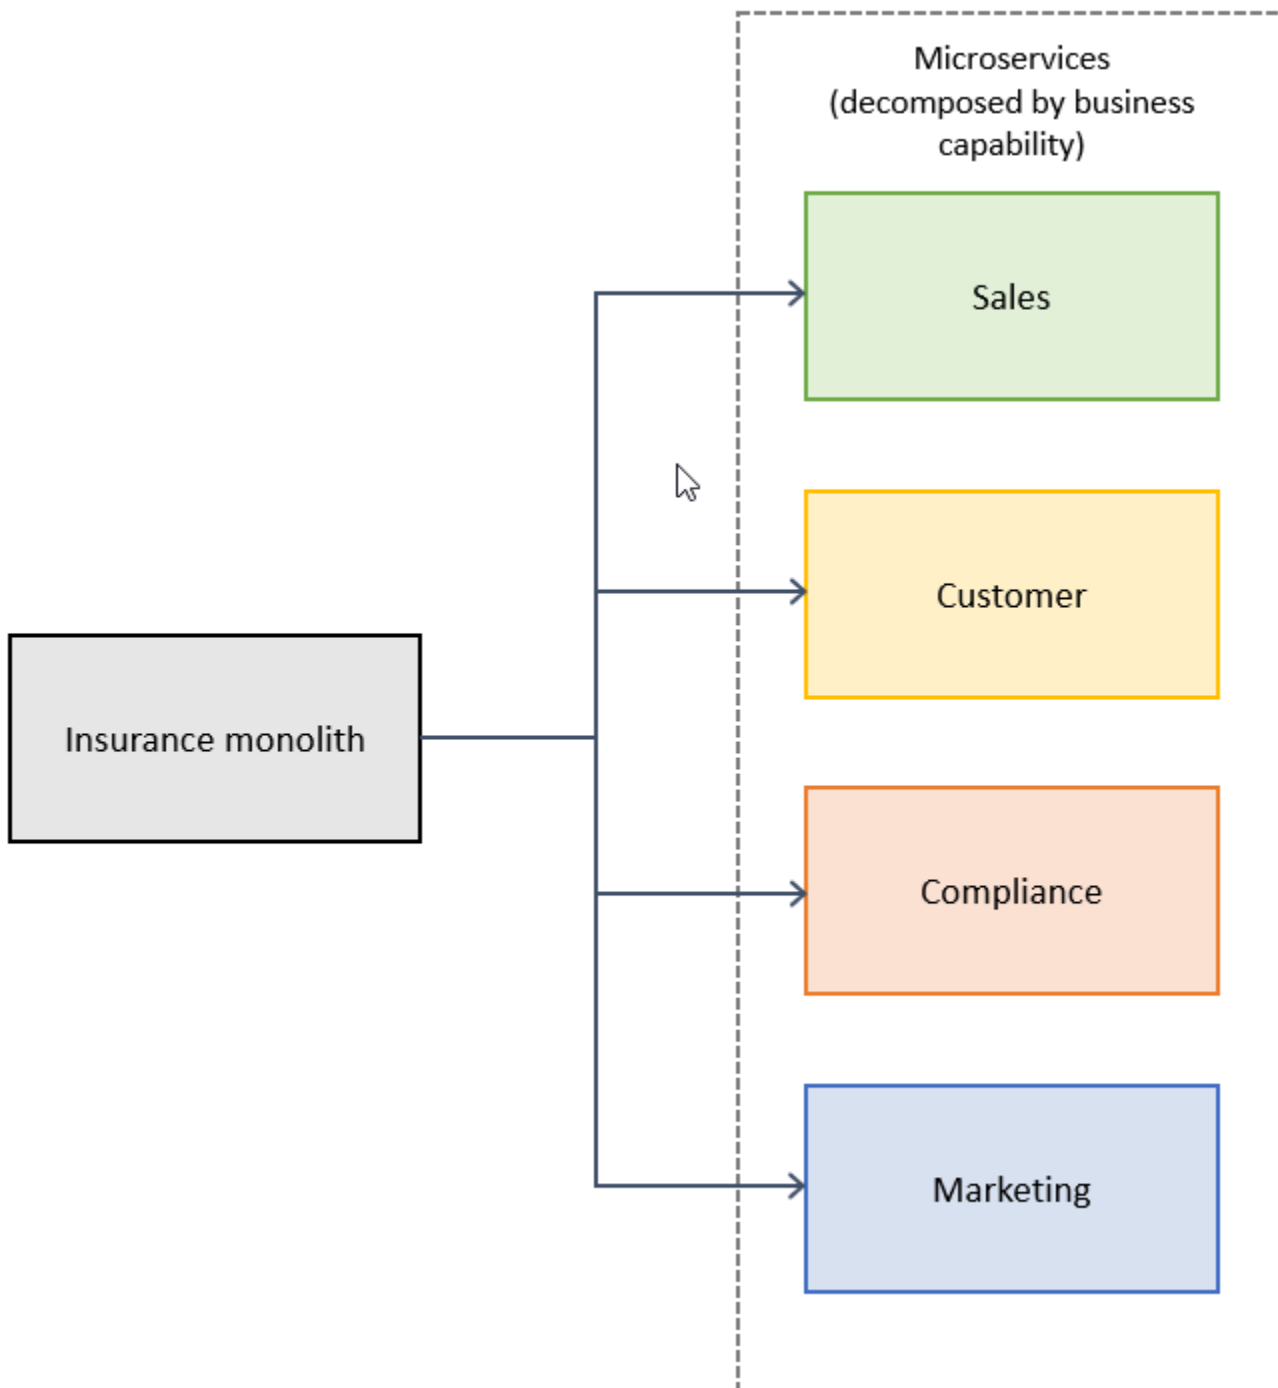 Microservices
(decomposed by business
capability)
Sales
Customer
Insurance monolith
Compliance
Marketing